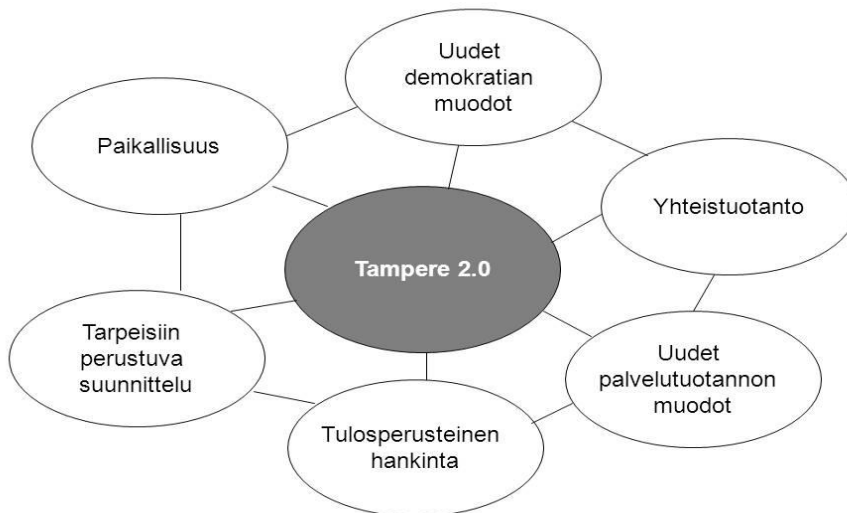 Uudet
demokratian
muodot
Paikallisuus
Yhteistuotanto
Tampere 2.0
Tarpeisiin
perustuva
suunnittelu
Uudet
palvelutuotannon
muodot
Tulosperusteinen
hankinta